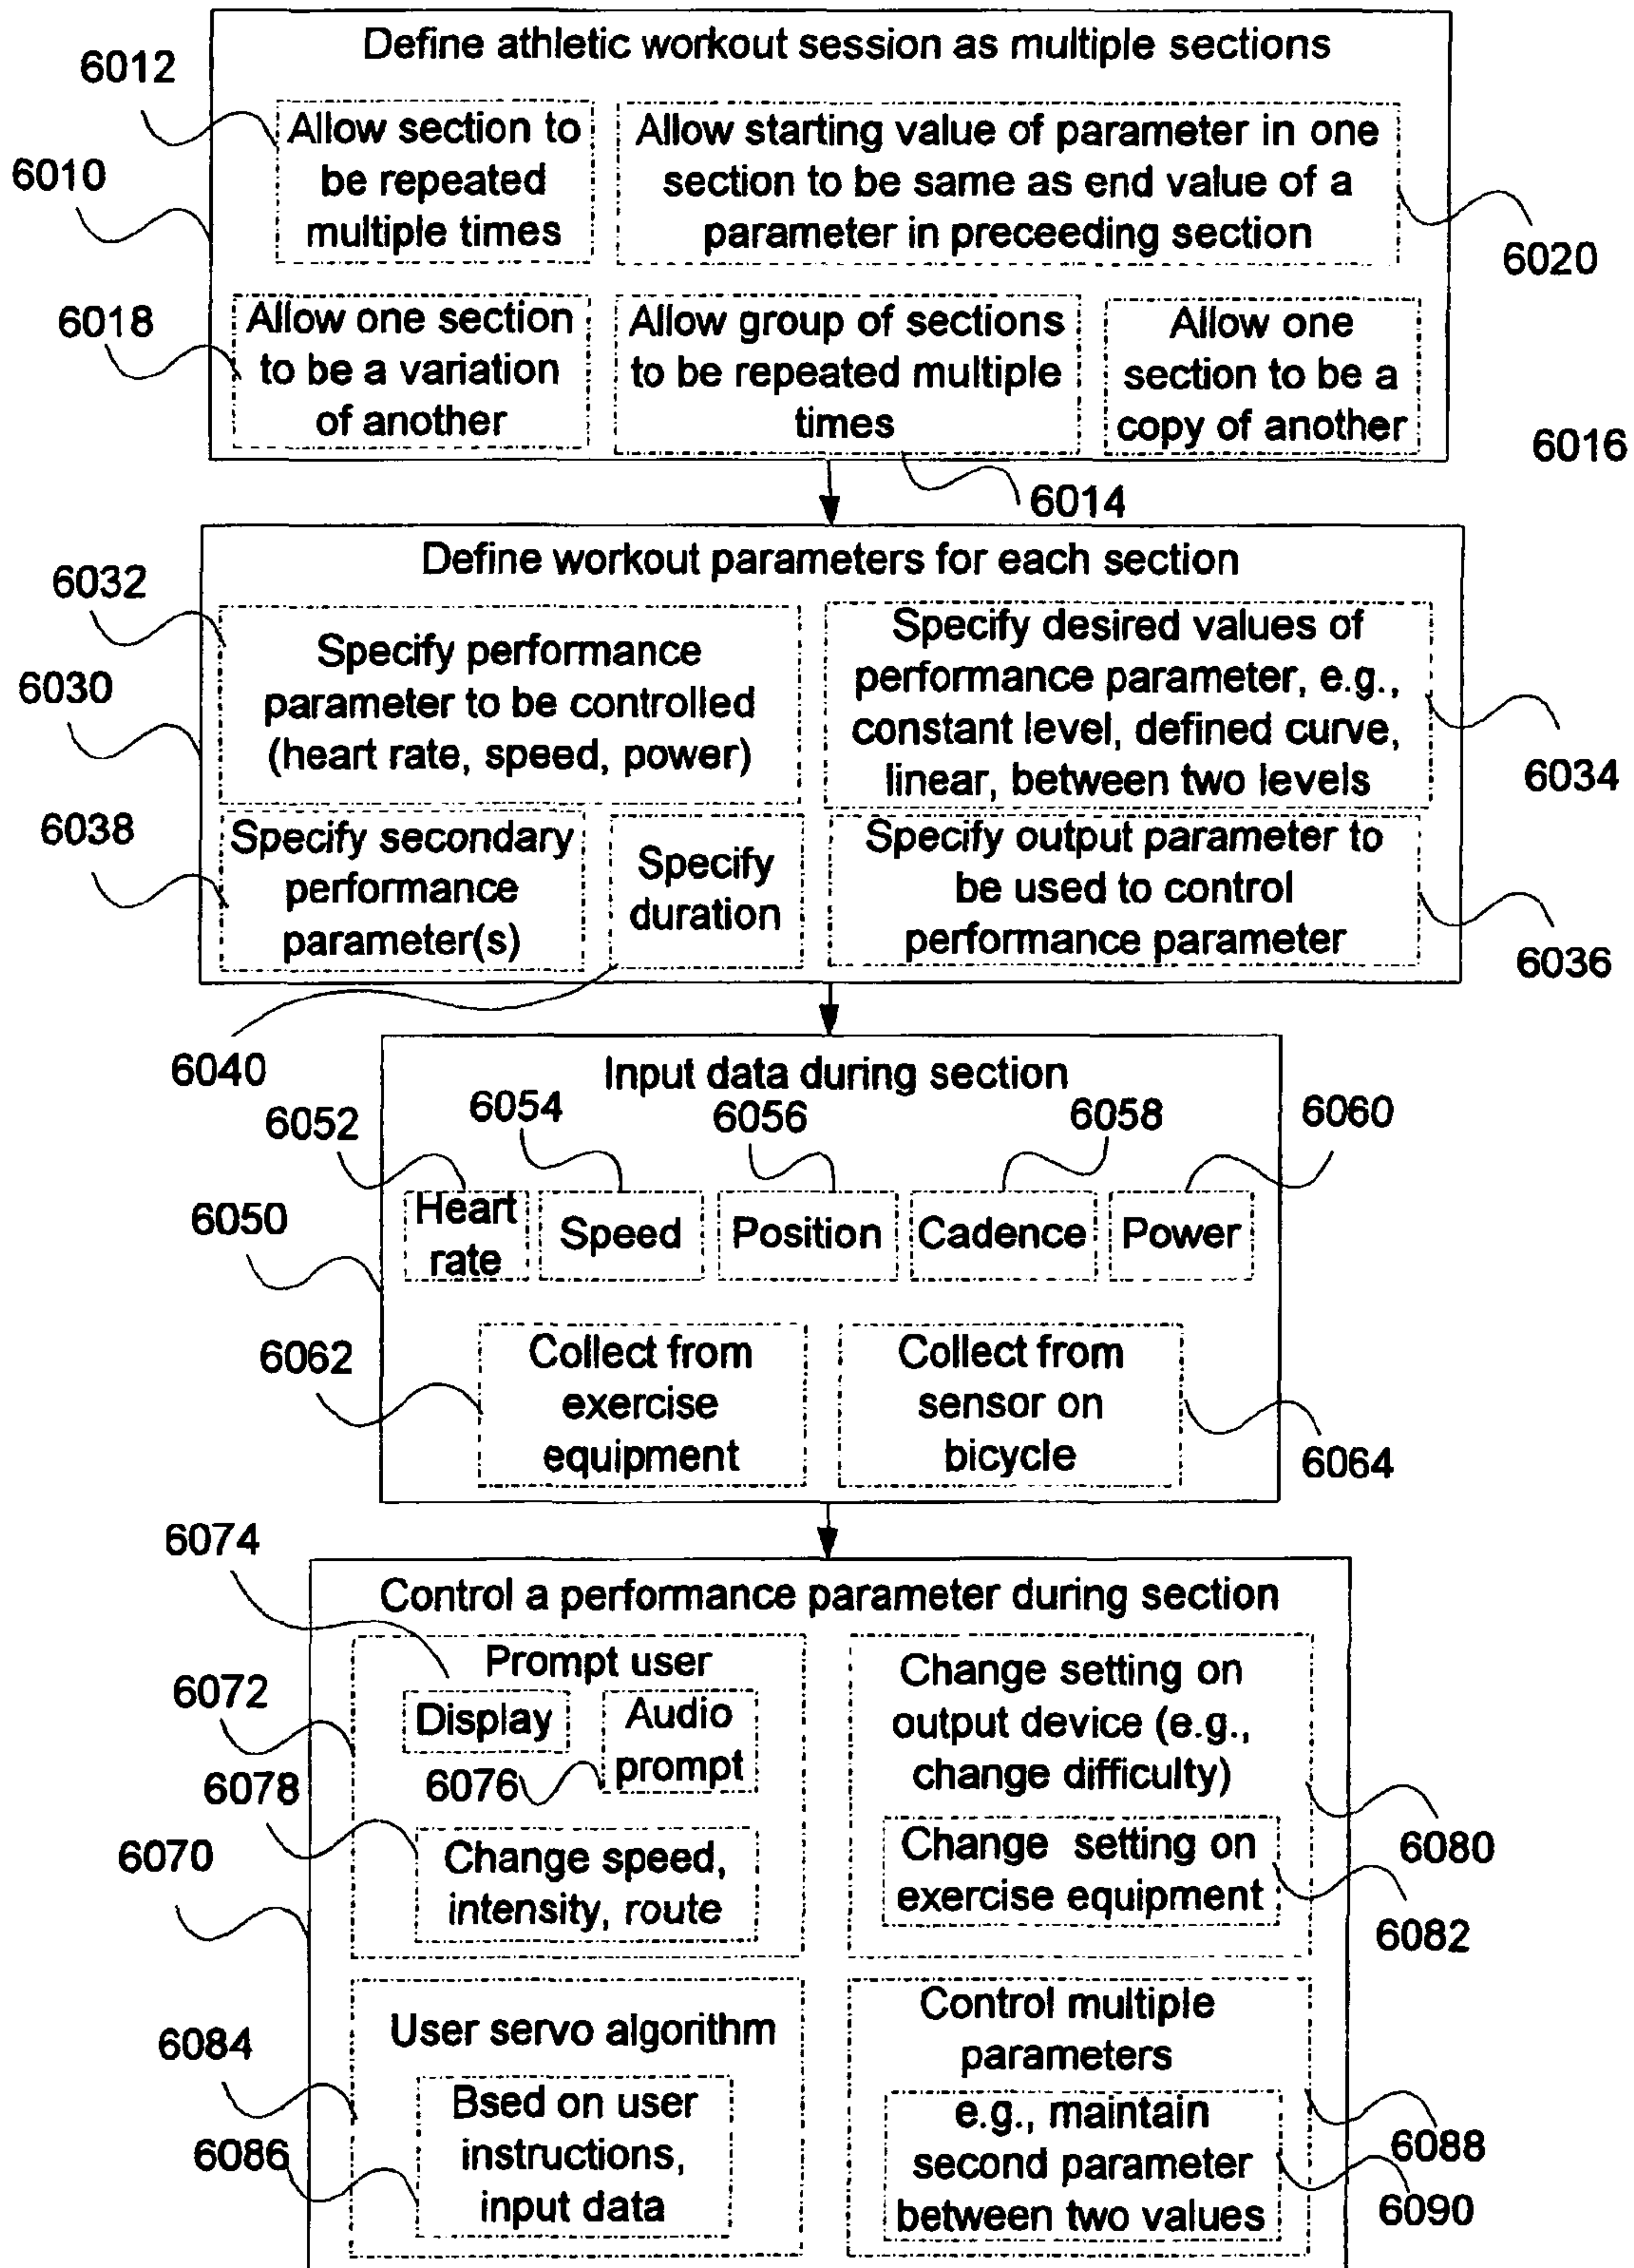 Define athletic workout session as multiple sections
6012
Allow section to
be repeated
multiple times
Allow starting value of parameter in one
section to be same as end value of a
parameter in preceeding section
6010
6020
6018
Allow one section
to be a variation
of another
Allow group of sections
to be repeated multiple
times
Allow one
section to be a
copy of another
6016
6014
Define workout parameters for each section
6032
Specify performance
parameter to be controlled
(heart rate, speed, power)
Specify desired values of
performance parameter, e.g.,
constant level, defined curve,
linear, between two levels
6030
6034
6038
Specify secondary
performance
parameter(s)
Specify
duration
Specify output parameter to
be used to control
performance parameter
6036
6040
Input data during section
6052
6054
6056
6058
6060
6050
Heart
rate
Speed
Position
Cadence
Power
6062
Collect from
exercise
equipment
Collect from
sensor on
bicycle
6064
6074
Control a performance parameter during section
6072
Prompt user
Display
Audio
prompt
6076
6078
Change speed,
intensity, route
6070
Change setting on
output device (e.g.,
change difficulty)
6080
Change setting on
exercise equipment
6082
User servo algorithm
6084
Bsed on user
instructions,
input data
6086
Control multiple
parameters
6088
e.g., maintain
second parameter
between two values
6090